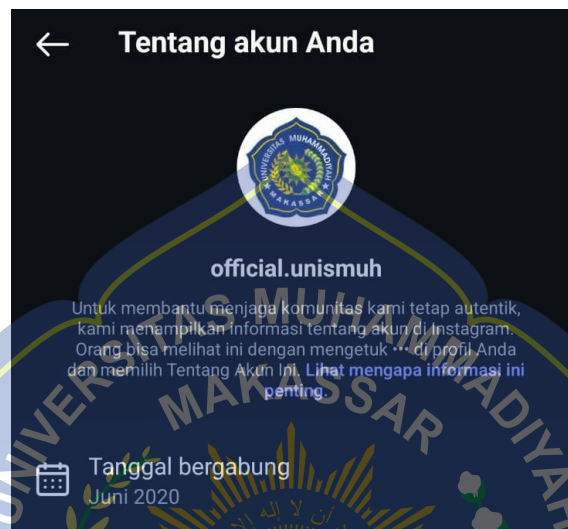 Tentang akun Anda
UNIVERSITAS MUHAMMADIYAH
MAKASSAR
official.unismuh
Untuk membantu menjaga komunitas kami tetap autentik,
kami menampilkan informasi tentang akun di Instagram.
Orang bisa melihat ini dengan mengetuk ••• di profil Anda
dan memilih Tentang Akun Ini. Lihat mengapa informasi ini
penting.
Tanggal bergabung
Juni 2020
UNIVERSITAS MUHAMMADIYAH
MAKASSAR